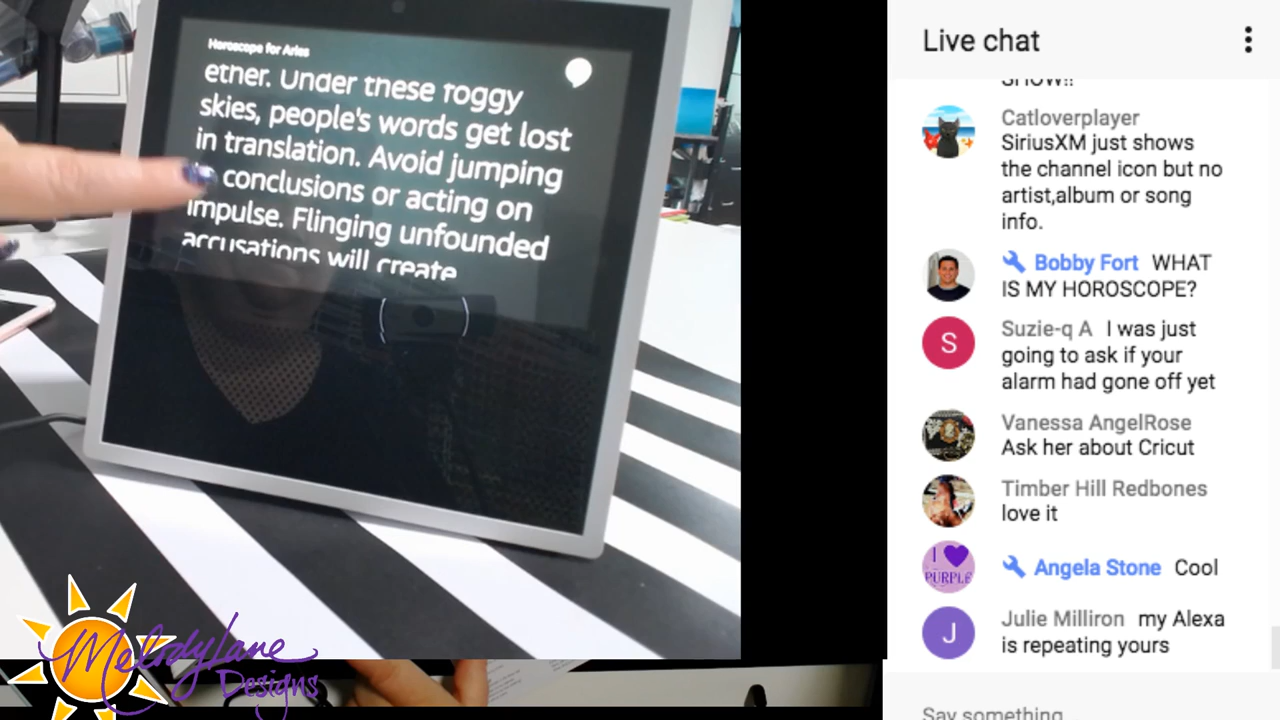 Horoscope for Aries
ether. Under these foggy
skies, people's words get lost
in translation. Avoid jumping
conclusions or acting on
impulse. Flinging unfounded
accusations will create
MelodyLane
Designs
Live chat
SHOW!!
Catloverplayer
SiriusXM just shows
the channel icon but no
artist,album or song
info.
Bobby Fort WHAT
IS MY HOROSCOPE?
S
Suzie-q A I was just
going to ask if your
alarm had gone off yet
Vanessa AngelRose
Ask her about Cricut
Timber Hill Redbones
love it
I
PURPLE
Angela Stone Cool
J
Julie Milliron my Alexa
is repeating yours
Say something...